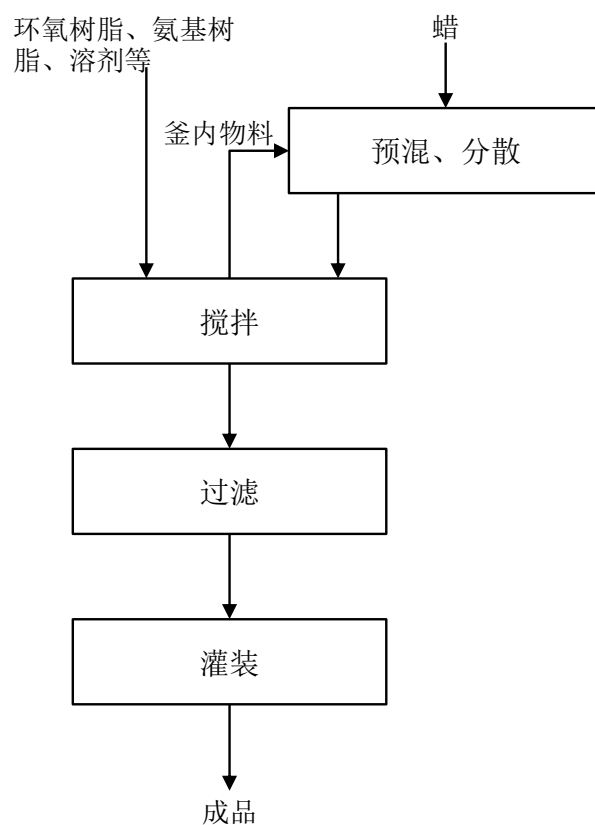 环氧树脂、氨基树
脂、溶剂等
蜡
釜内物料
预混、分散
搅拌
过滤
灌装
成品